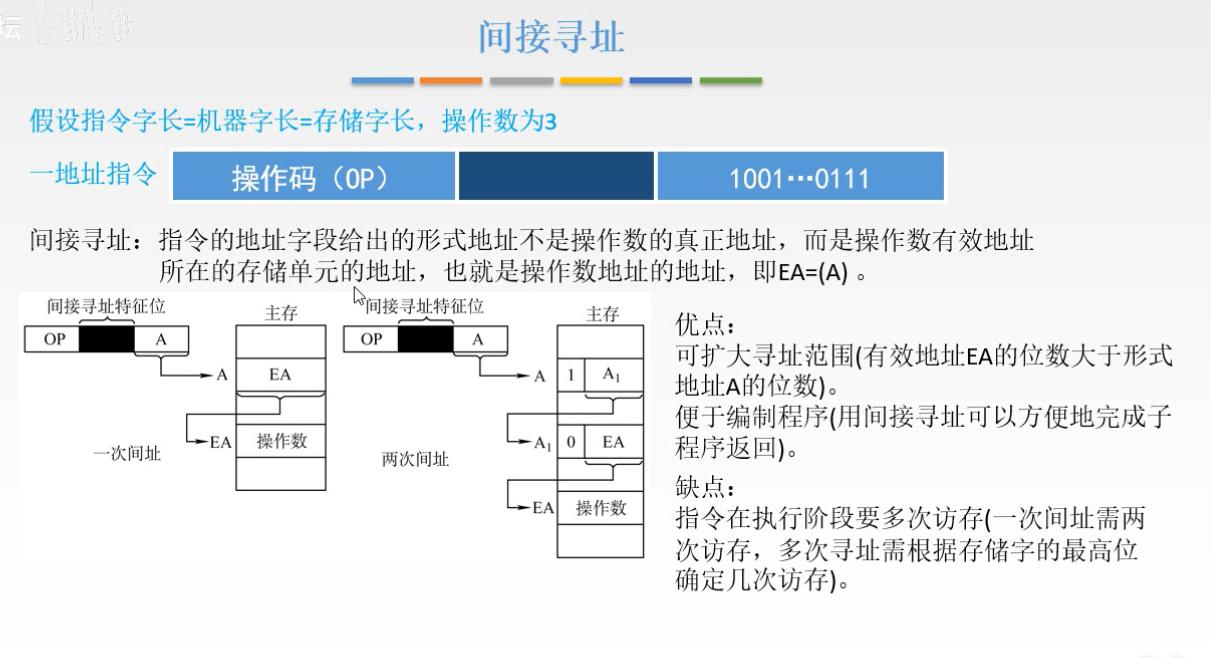 坛
间接寻址
假设指令字长=机器字长=存储字长，操作数为3
一地址指令 操作码（OP） 1001…0111
间接寻址：指令的地址字段给出的形式地址不是操作数的真正地址，而是操作数有效地址
所在的存储单元的地址，也就是操作数地址的地址，即EA=(A) 。
间接寻址特征位
主存
OP A
A EA
EA 操作数
一次间址
间接寻址特征位
主存
OP A
A 1 A₁
A₁ 0 EA
EA 操作数
两次间址
优点：
可扩大寻址范围(有效地址EA的位数大于形式
地址A的位数)。
便于编制程序(用间接寻址可以方便地完成子
程序返回)。
缺点：
指令在执行阶段要多次访存(一次间址需两
次访存，多次寻址需根据存储字的最高位
确定几次访存)。